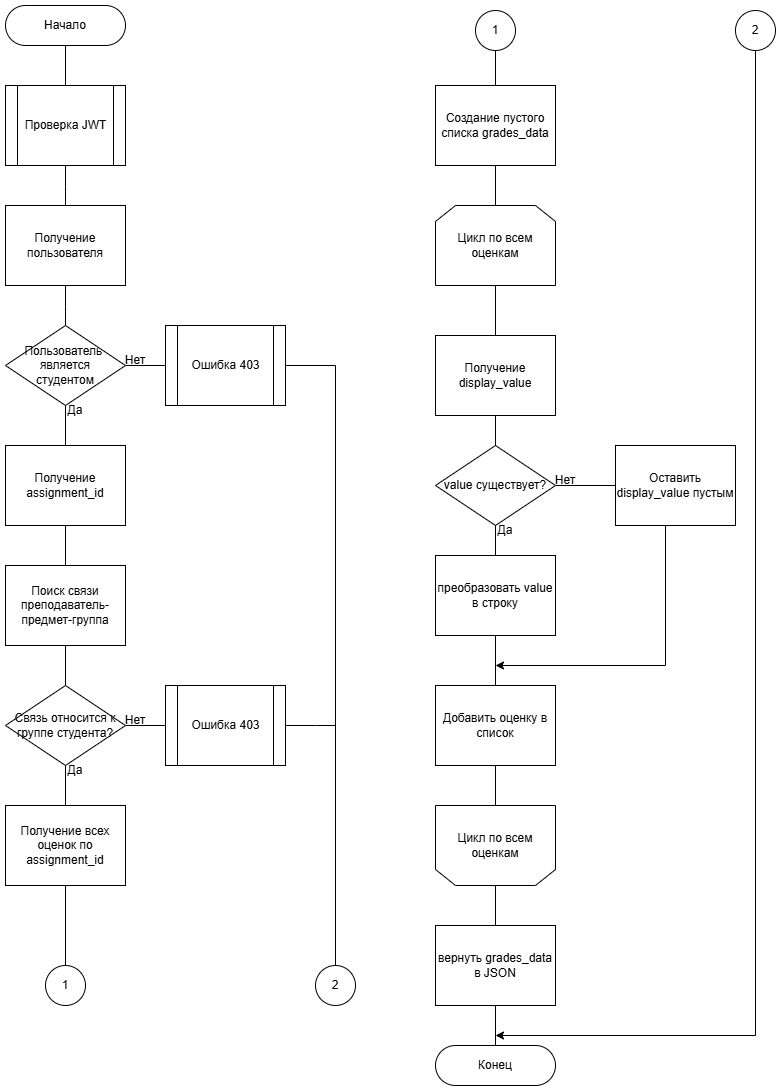 Начало
Проверка JWT
Получение
пользователя
Пользователь
является
студентом
Нет
Ошибка 403
Да
Получение
assignment_id
Поиск связи
преподаватель-
предмет-группа
Связь относится к
группе студента?
Нет
Ошибка 403
Да
Получение всех
оценок по
assignment_id
1
2
1
2
Создание пустого
списка grades_data
Цикл по всем
оценкам
Получение
display_value
value существует?
Нет
Оставить
display_value пустым
Да
преобразовать value
в строку
Добавить оценку в
список
Цикл по всем
оценкам
вернуть grades_data
в JSON
Конец